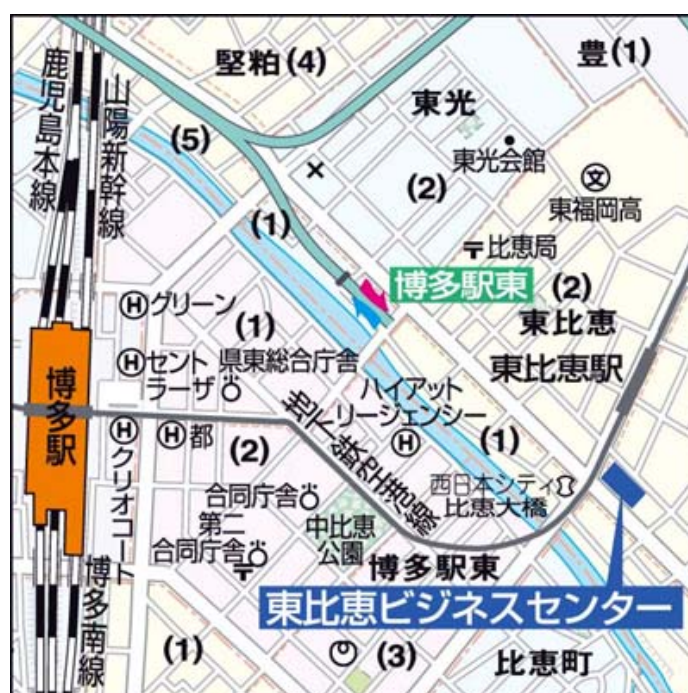 堅粕(4)
豊(1)
鹿児島本線
山陽新幹線
東光
(5)
東光会館
(2)
文
東福岡高
(1)
〒比恵局
博多駅東
(2)
東比恵
Hグリーン
(1)
東比恵駅
Hセント
ラーザ
県東総合庁舎
ハイアット
リージェンシー
H
博多駅
H
クリオコート
H都
(2)
地下鉄空港線
(1)
西日本シティ
比恵大橋
合同庁舎
第二
合同庁舎
〒
中比恵
公園
博多駅東
東比恵ビジネスセンター
博多南線
(1)
(3)
比恵町